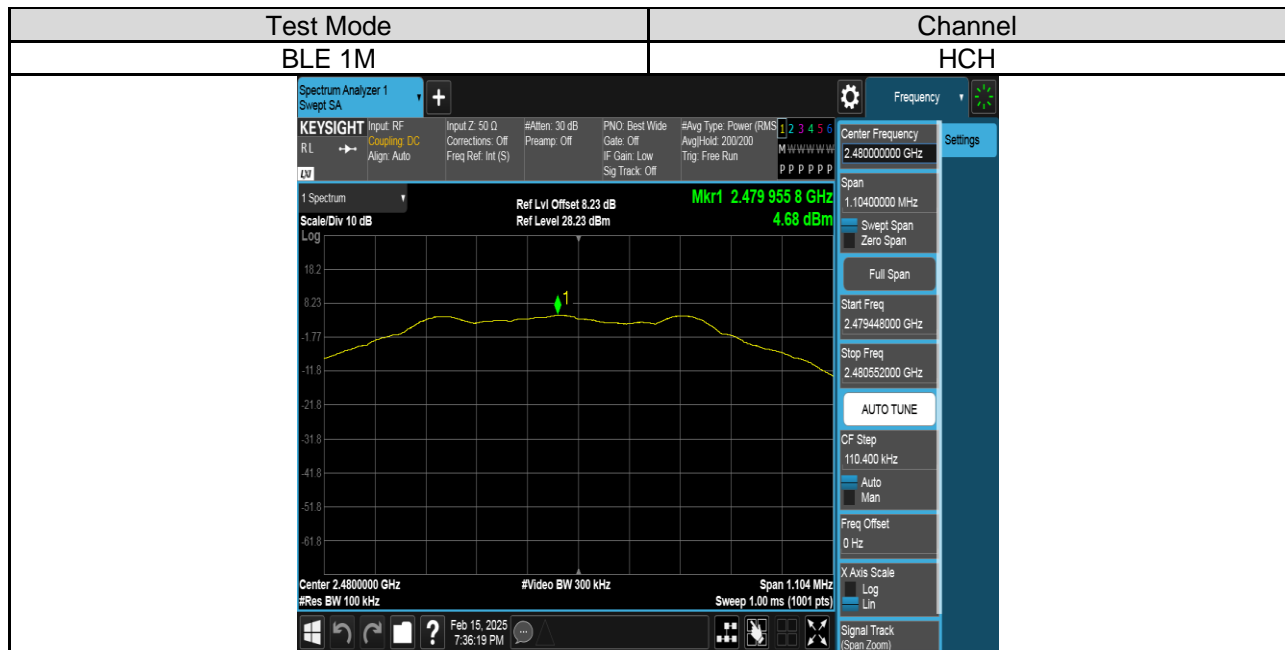 Test Mode Channel
BLE 1M HCH
Spectrum Analyzer 1
Swept SA
+
Frequency
KEYSIGHT Input: RF Input Z: 50 Ω #Atten: 30 dB PNO: Best Wide #Avg Type: Power (RMS 1 2 3 4 5 6
RL Coupling: DC Corrections: Off Preamp: Off Gate: Off Avg|Hold: 200/200 M W W W W W
Align: Auto Freq Ref: Int (S) IF Gain: Low Trig: Free Run
LXI Sig Track: Off P P P P P P
1 Spectrum
Scale/Div 10 dB
Ref Lvl Offset 8.23 dB
Ref Level 28.23 dBm
Mkr1 2.479 955 8 GHz
4.68 dBm
Log
18.2
8.23
-1.77
-11.8
-21.8
-31.8
-41.8
-51.8
-61.8
1
Center 2.4800000 GHz #Video BW 300 kHz Span 1.104 MHz
#Res BW 100 kHz Sweep 1.00 ms (1001 pts)
?
Feb 15, 2025
7:36:19 PM
Center Frequency
2.480000000 GHz
Settings
Span
1.10400000 MHz
Swept Span
Zero Span
Full Span
Start Freq
2.479448000 GHz
Stop Freq
2.480552000 GHz
AUTO TUNE
CF Step
110.400 kHz
Auto
Man
Freq Offset
0 Hz
X Axis Scale
Log
Lin
Signal Track
(Span Zoom)